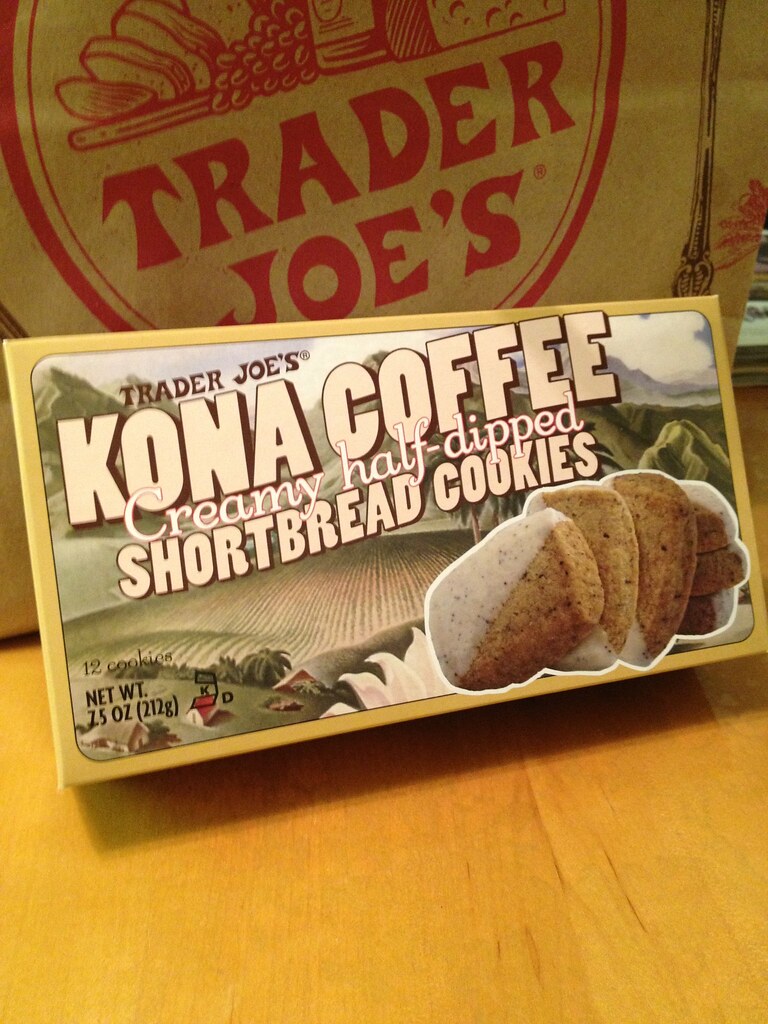 TRADER
JOE'S®
TRADER JOE'S®
KONA COFFEE
Creamy half-dipped
SHORTBREAD COOKIES
12 cookies
NET WT.
7.5 OZ (212g)
K D